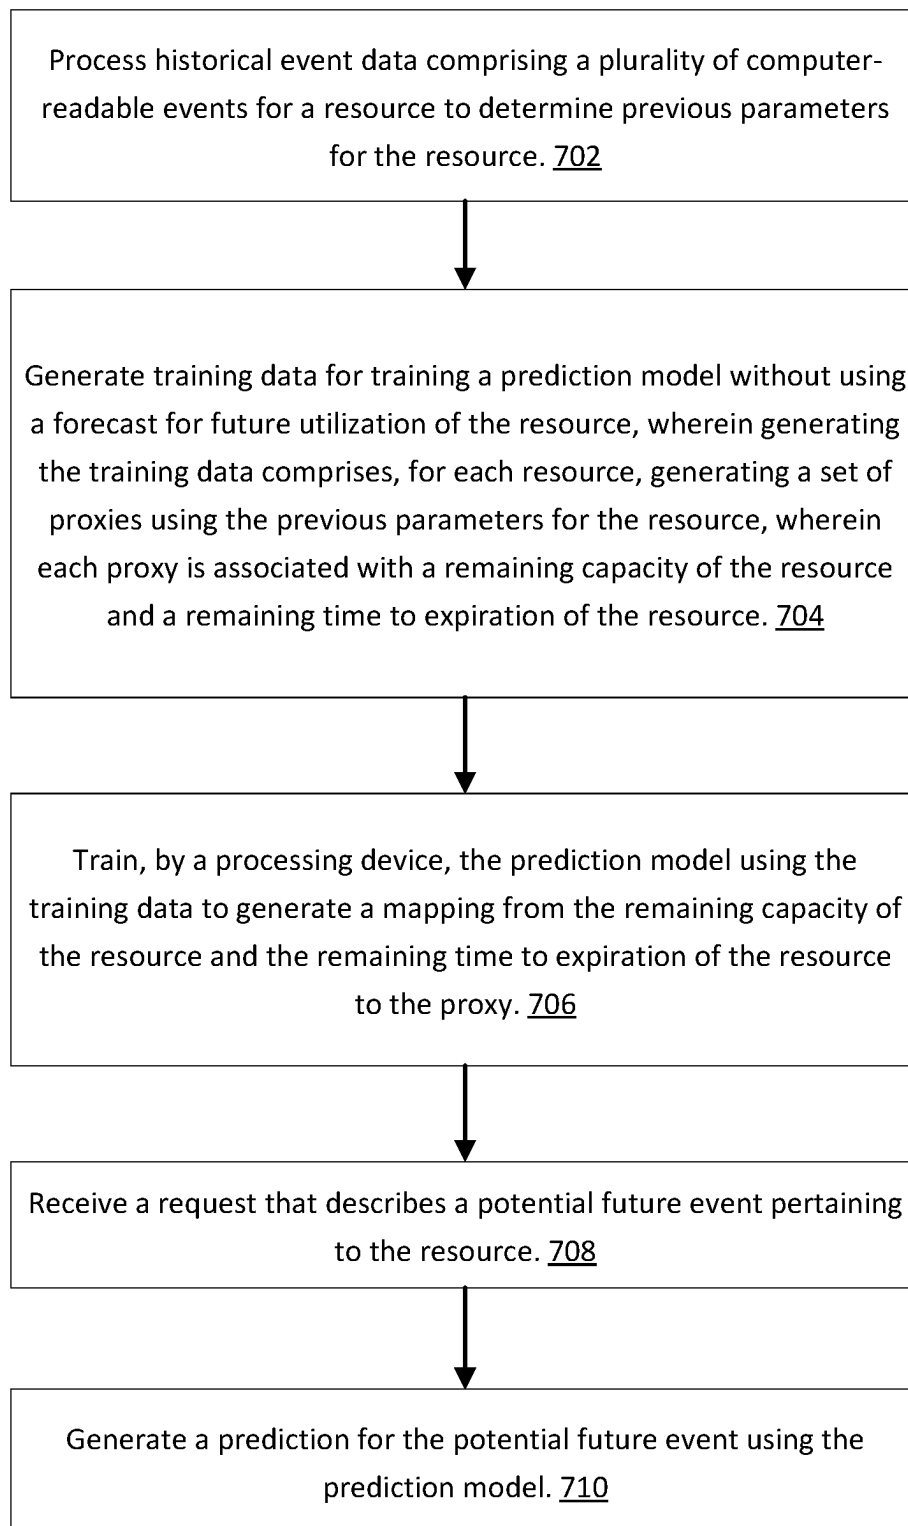 Process historical event data comprising a plurality of computer-
readable events for a resource to determine previous parameters
for the resource. 702
Generate training data for training a prediction model without using
a forecast for future utilization of the resource, wherein generating
the training data comprises, for each resource, generating a set of
proxies using the previous parameters for the resource, wherein
each proxy is associated with a remaining capacity of the resource
and a remaining time to expiration of the resource. 704
Train, by a processing device, the prediction model using the
training data to generate a mapping from the remaining capacity of
the resource and the remaining time to expiration of the resource
to the proxy. 706
Receive a request that describes a potential future event pertaining
to the resource. 708
Generate a prediction for the potential future event using the
prediction model. 710